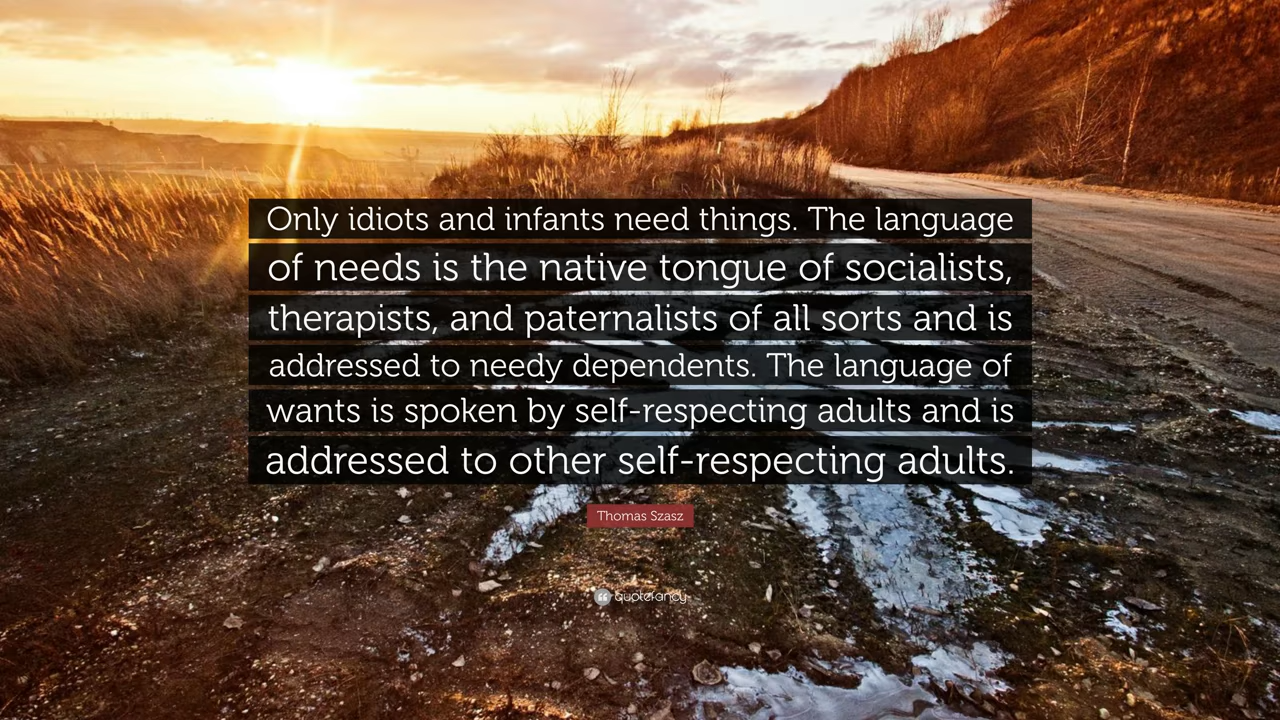 Only idiots and infants need things. The language
of needs is the native tongue of socialists,
therapists, and paternalists of all sorts and is
addressed to needy dependents. The language of
wants is spoken by self-respecting adults and is
addressed to other self-respecting adults.
Thomas Szasz
quotefancy